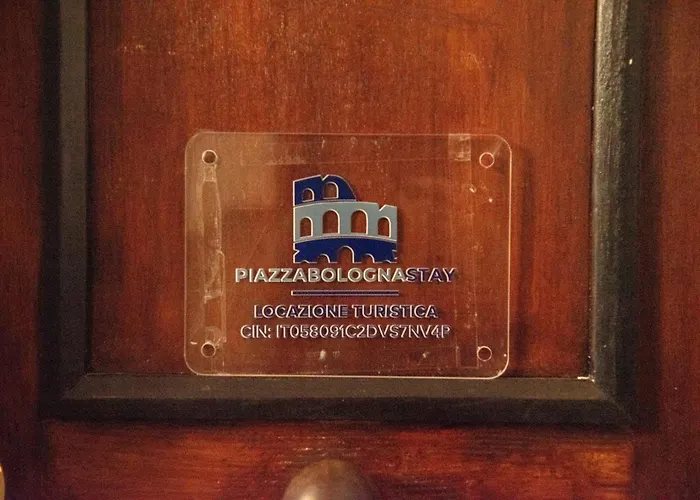 PIAZZABOLOGNASTAY
LOCAZIONE TURISTICA
CIN: IT058091C2DVS7NV4P